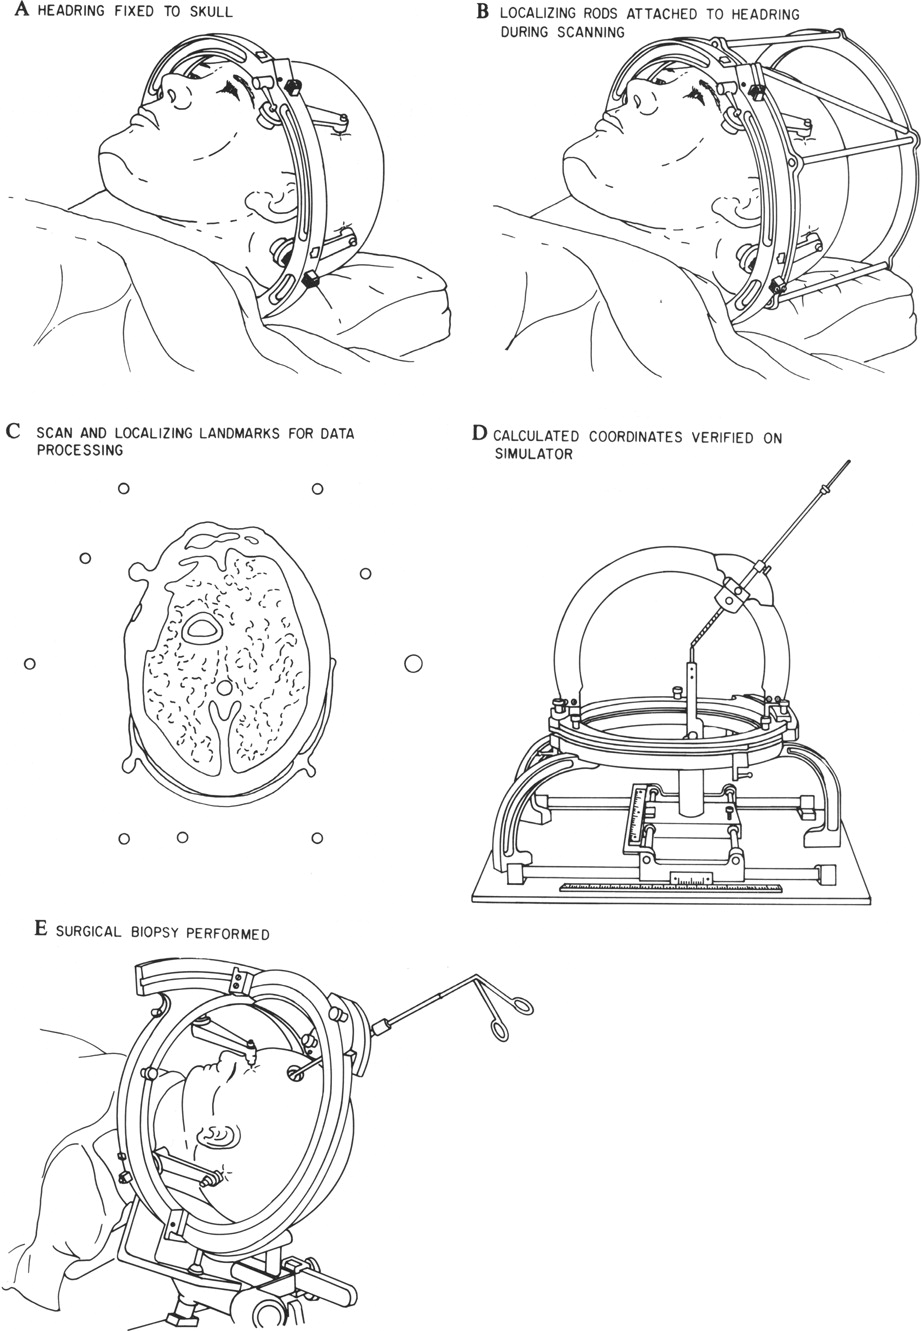 A HEADRING FIXED TO SKULL
B LOCALIZING RODS ATTACHED TO HEADRING
DURING SCANNING
C SCAN AND LOCALIZING LANDMARKS FOR DATA
PROCESSING
D CALCULATED COORDINATES VERIFIED ON
SIMULATOR
E SURGICAL BIOPSY PERFORMED